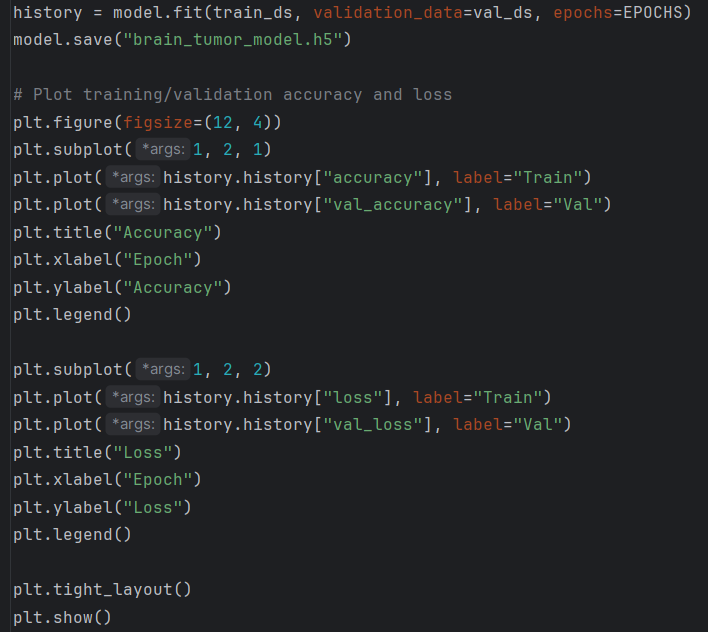 history = model.fit(train_ds, validation_data=val_ds, epochs=EPOCHS)
model.save("brain_tumor_model.h5")
# Plot training/validation accuracy and loss
plt.figure(figsize=(12, 4))
plt.subplot( *args: 1, 2, 1)
plt.plot( *args: history.history["accuracy"], label="Train")
plt.plot( *args: history.history["val_accuracy"], label="Val")
plt.title("Accuracy")
plt.xlabel("Epoch")
plt.ylabel("Accuracy")
plt.legend()
plt.subplot( *args: 1, 2, 2)
plt.plot( *args: history.history["loss"], label="Train")
plt.plot( *args: history.history["val_loss"], label="Val")
plt.title("Loss")
plt.xlabel("Epoch")
plt.ylabel("Loss")
plt.legend()
plt.tight_layout()
plt.show()